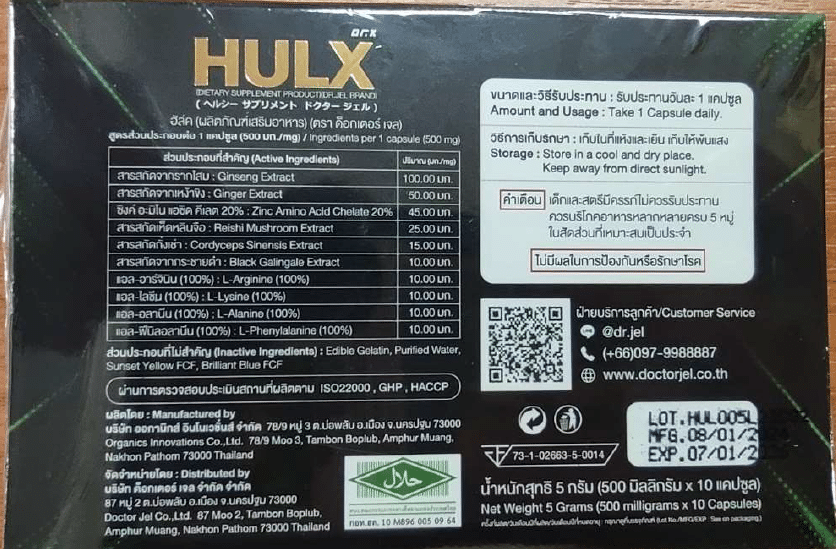 Dr.X
HULX
(DIETARY SUPPLEMENT PRODUCT)(DR.JEL BRAND)
( ヘルシー サプリメント ドクター ジェル )
ฮัลค (ผลิตภัณฑ์เสริมอาหาร) (ตรา ด็อกเตอร์ เจล)
สูตรส่วนประกอบต่อ 1 แคปซูล (500 มก./mg) / Ingredients per 1 capsule (500 mg)
ส่วนประกอบที่สำคัญ (Active Ingredients) ปริมาณ (มก./mg)
สารสกัดจากรากโสม : Ginseng Extract 100.00 มก.
สารสกัดจากเหง้าขิง : Ginger Extract 50.00 มก.
ซิงค์ อะมิโน แอซิด คีเลต 20% : Zinc Amino Acid Chelate 20% 45.00 มก.
สารสกัดเห็ดหลินจือ : Reishi Mushroom Extract 25.00 มก.
สารสกัดถั่งเช่า : Cordyceps Sinensis Extract 15.00 มก.
สารสกัดจากกระชายดำ : Black Galingale Extract 10.00 มก.
แอล-อาร์จินีน (100%) : L-Arginine (100%) 10.00 มก.
แอล-ไลซีน (100%) : L-Lysine (100%) 10.00 มก.
แอล-อลานีน (100%) : L-Alanine (100%) 10.00 มก.
แอล-ฟีนิลอลานีน (100%) : L-Phenylalanine (100%) 10.00 มก.
ส่วนประกอบที่ไม่สำคัญ (Inactive Ingredients) : Edible Gelatin, Purified Water,
Sunset Yellow FCF, Brilliant Blue FCF
ผ่านการตรวจสอบประเมินสถานที่ผลิตตาม ISO22000 , GHP , HACCP
ผลิตโดย : Manufactured by
บริษัท ออกานิกส์ อินโนเวชั่นส์ จำกัด 78/9 หมู่ 3 ต.บ่อพลับ อ.เมือง จ.นครปฐม 73000
Organics Innovations Co.,Ltd. 78/9 Moo 3, Tambon Boplub, Amphur Muang,
Nakhon Pathom 73000 Thailand
จัดจำหน่ายโดย : Distributed by
บริษัท ด็อกเตอร์ เจล จำกัด จำกัด
87 หมู่ 2 ต.บ่อพลับ อ.เมือง จ.นครปฐม 73000
Doctor Jel Co.,Ltd. 87 Moo 2, Tambon Boplub,
Amphur Muang, Nakhon Pathom 73000 Thailand
حلال
กอท.ฮล. 10 M896 005 09 64
ขนาดและวิธีรับประทาน : รับประทานวันละ 1 แคปซูล
Amount and Usage : Take 1 Capsule daily.
วิธีการเก็บรักษา : เก็บในที่แห้งและเย็น เก็บให้พ้นแสง
Storage : Store in a cool and dry place.
Keep away from direct sunlight.
คำเตือน เด็กและสตรีมีครรภ์ไม่ควรรับประทาน
ควรบริโภคอาหารหลากหลายครบ 5 หมู่
ในสัดส่วนที่เหมาะสมเป็นประจำ
ไม่มีผลในการป้องกันหรือรักษาโรค
ฝ่ายบริการลูกค้า/Customer Service
@dr.jel
(+66)097-9988887
www.doctorjel.co.th
73-1-02663-5-0014
LOT. HUL005L
MFG. 08/01/2
EXP. 07/01/2
น้ำหนักสุทธิ 5 กรัม (500 มิลลิกรัม x 10 แคปซูล)
Net Weight 5 Grams (500 milligrams x 10 Capsules)